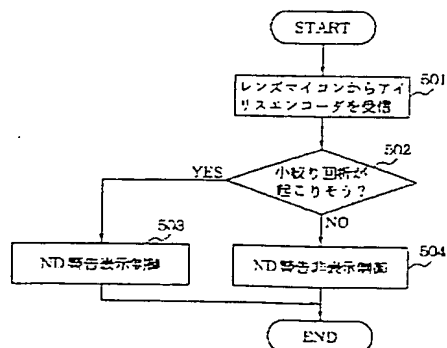 START
レンズマイコンからアイ
リスエンコーダを受信
501
小絞り回折が
起こりそう?
502
YES
NO
ND警告表示制御
503
ND警告非表示制御
504
END